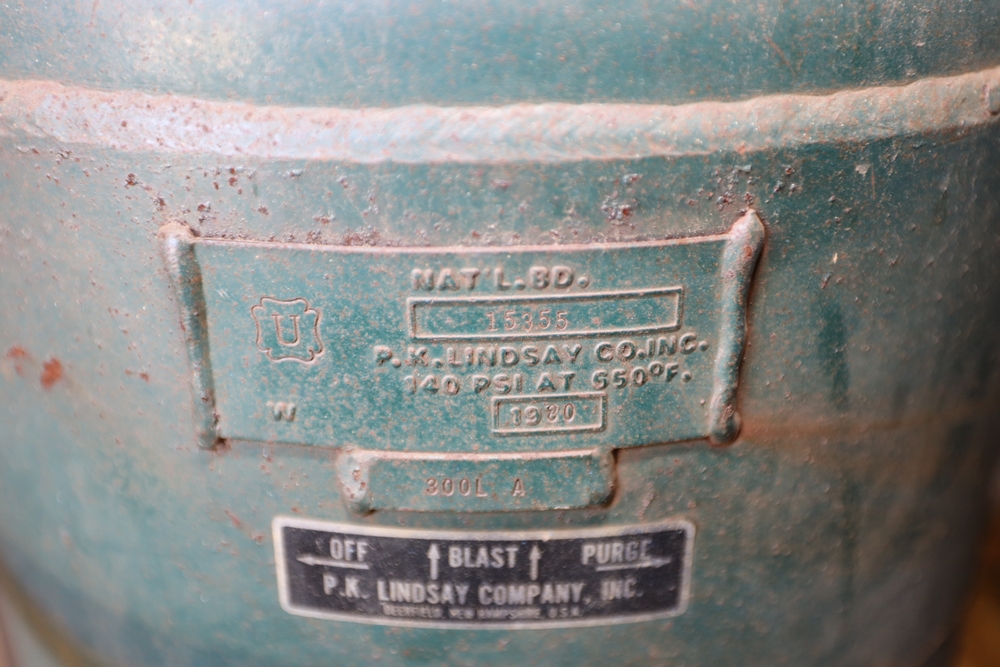 NAT'L.BD.
U
15355
P.K.LINDSAY CO.INC.
140 PSI AT 650°F.
W
1980
300L A
OFF BLAST PURGE
P.K. LINDSAY COMPANY, INC.
DEERFIELD, NEW HAMPSHIRE, U.S.A.